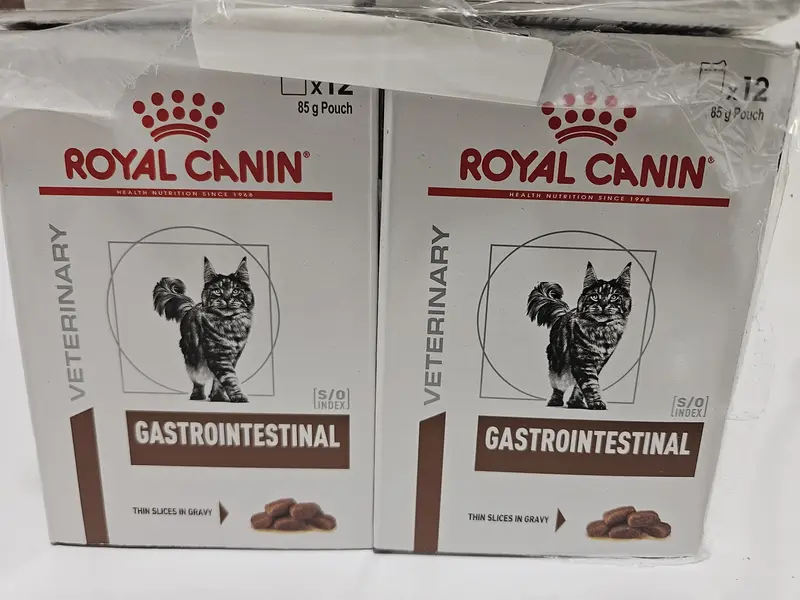 x12
85 g Pouch
ROYAL CANIN®
HEALTH NUTRITION SINCE 1968
VETERINARY
S/O
INDEX
GASTROINTESTINAL
THIN SLICES IN GRAVY
x12
85 g Pouch
ROYAL CANIN®
HEALTH NUTRITION SINCE 1968
VETERINARY
S/O
INDEX
GASTROINTESTINAL
THIN SLICES IN GRAVY